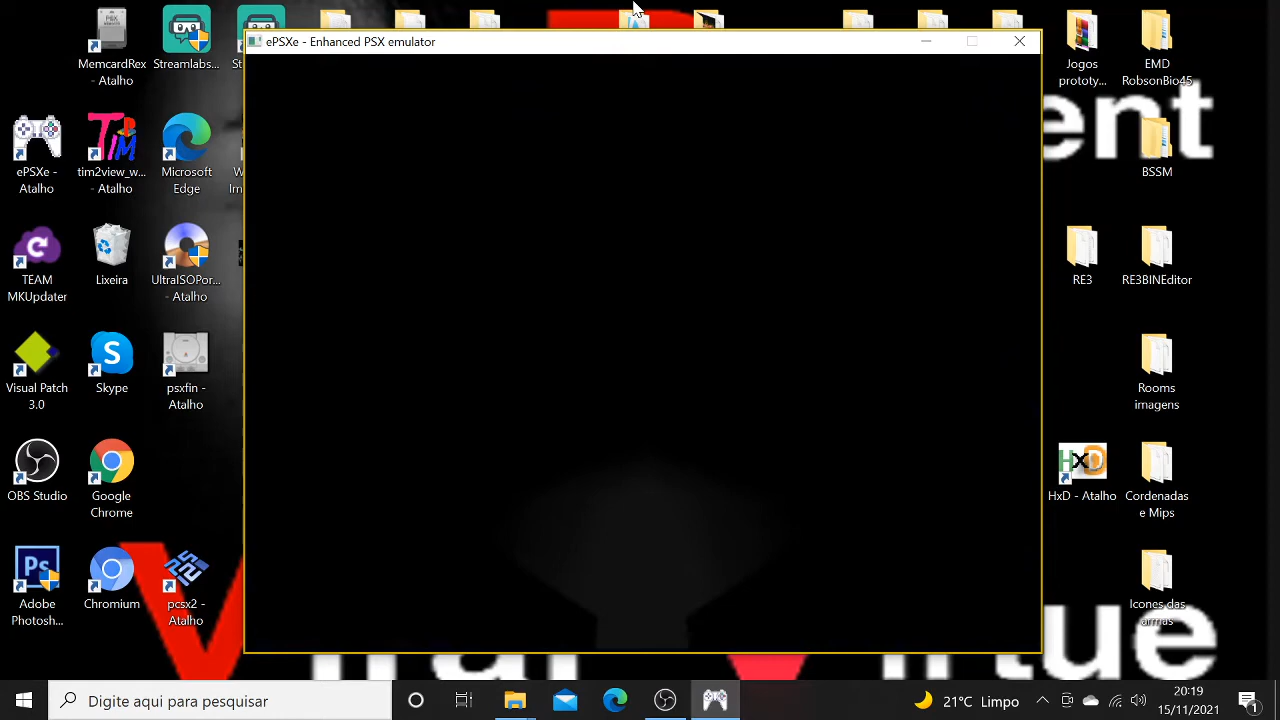 ePSXe - Enhanced PSX emulator
MemcardRex
- Atalho
Streamlabs...
Jogos
prototy...
EMD
RobsonBio45
ePSXe -
Atalho
tim2view_w...
- Atalho
Microsoft
Edge
BSSM
TEAM
MKUpdater
Lixeira
UltraISOPor...
- Atalho
RE3
RE3BINEditor
Visual Patch
3.0
Skype
psxfin -
Atalho
Rooms
imagens
OBS Studio
Google
Chrome
HxD - Atalho
Cordenadas
e Mips
Adobe
Photosh...
Chromium
pcsx2 -
Atalho
Icones das
armas
Digite aqui para pesquisar
21°C Limpo
20:19
15/11/2021